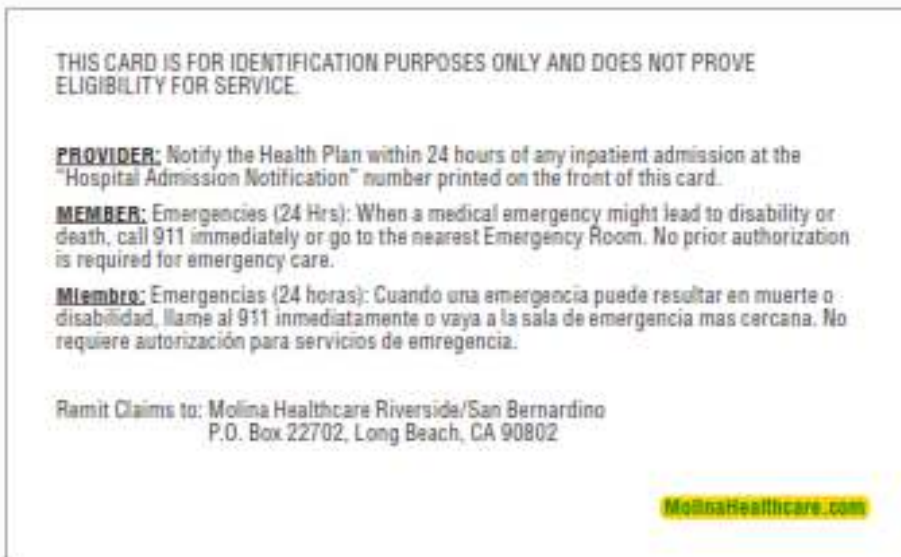 THIS CARD IS FOR IDENTIFICATION PURPOSES ONLY AND DOES NOT PROVE
ELIGIBILITY FOR SERVICE.
PROVIDER: Notify the Health Plan within 24 hours of any inpatient admission at the
"Hospital Admission Notification" number printed on the front of this card.
MEMBER: Emergencies (24 Hrs): When a medical emergency might lead to disability or
death, call 911 immediately or go to the nearest Emergency Room. No prior authorization
is required for emergency care.
Miembro: Emergencias (24 horas): Cuando una emergencia puede resultar en muerte o
disabilidad, llame al 911 inmediatamente o vaya a la sala de emergencia mas cercana. No
requiere autorización para servicios de emregencia.
Remit Claims to: Molina Healthcare Riverside/San Bernardino
P.O. Box 22702, Long Beach, CA 90802
MolinaHealthcare.com